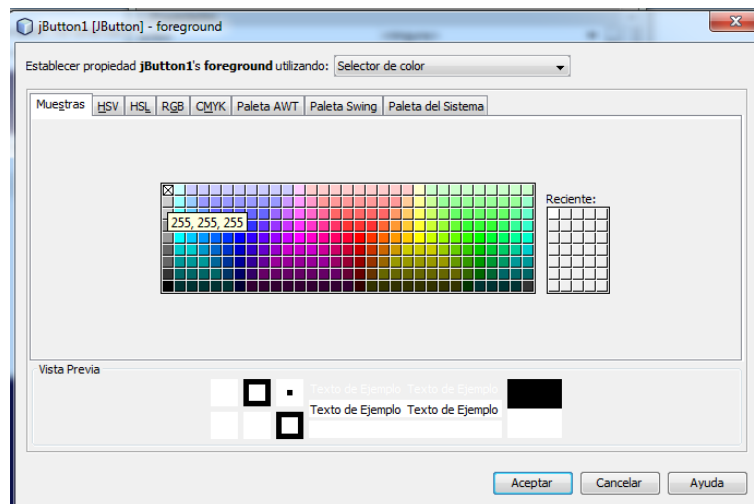 jButton1 [JButton] - foreground
Establecer propiedad jButton1's foreground utilizando: Selector de color
Muestras HSV HSL RGB CMYK Paleta AWT Paleta Swing Paleta del Sistema
Reciente:
255, 255, 255
Vista Previa
Texto de Ejemplo Texto de Ejemplo
Texto de Ejemplo Texto de Ejemplo
Aceptar Cancelar Ayuda